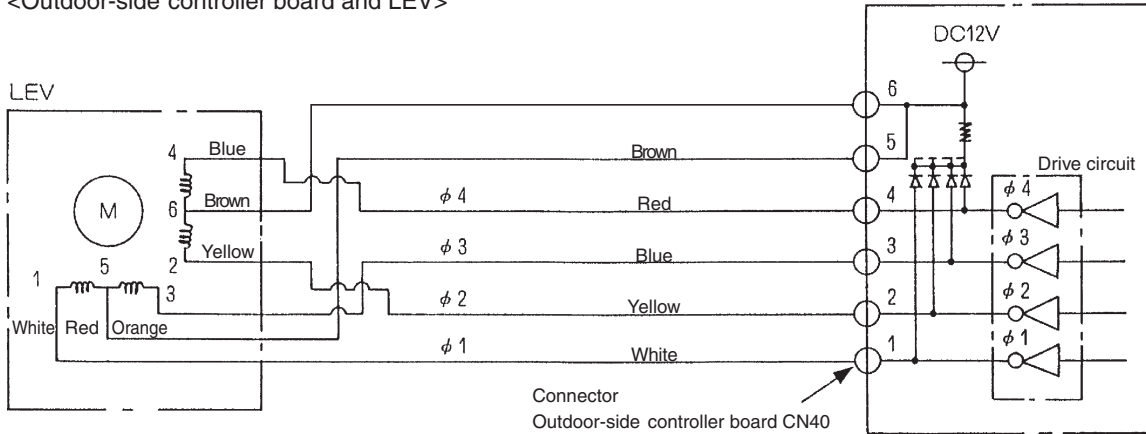 <Outdoor-side controller board and LEV>
DC12V
LEV
6
4 Blue
5
Brown
Drive circuit
M
6 Brown
φ 4
Red
4
φ 4
Yellow
φ 3
Blue
3
φ 3
1 5 2
3
φ 2
Yellow
2
φ 2
White Red Orange
φ 1
White
1
φ 1
Connector
Outdoor-side controller board CN40